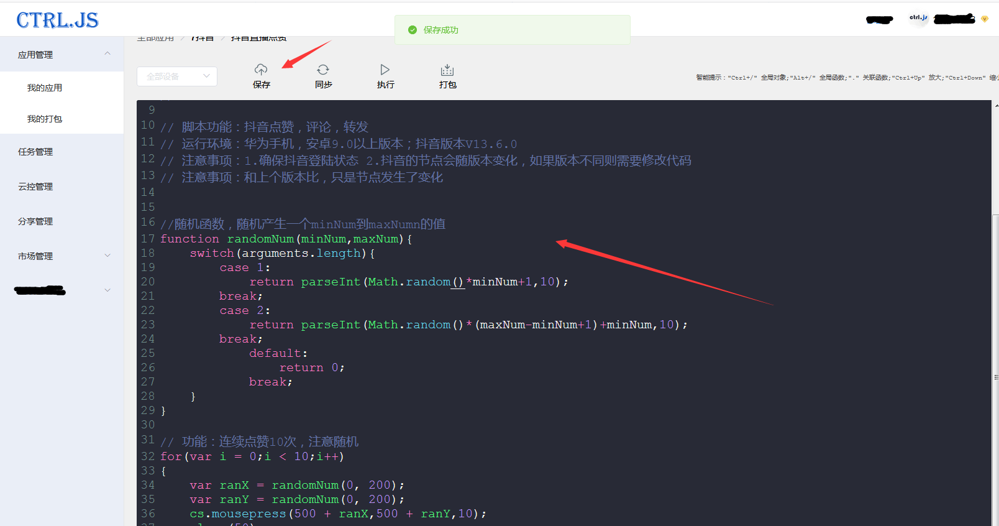 CTRL.JS
保存成功
ctrl.js
全部应用 / 7抖音 / 抖音直播点赞
应用管理
我的应用
我的打包
任务管理
云控管理
分享管理
市场管理
全部设备
保存
同步
执行
打包
智能提示："Ctrl+/" 全局对象;"Alt+/" 全局函数;"." 关联函数;"Ctrl+Up" 放大;"Ctrl+Down" 缩小
9
10 // 脚本功能：抖音点赞，评论，转发
11 // 运行环境：华为手机，安卓9.0以上版本；抖音版本V13.6.0
12 // 注意事项：1.确保抖音登陆状态 2.抖音的节点会随版本变化，如果版本不同则需要修改代码
13 // 注意事项：和上个版本比，只是节点发生了变化
14
15
16 //随机函数，随机产生一个minNum到maxNumn的值
17 function randomNum(minNum,maxNum){
18     switch(arguments.length){
19         case 1:
20             return parseInt(Math.random()*minNum+1,10);
21         break;
22         case 2:
23             return parseInt(Math.random()*(maxNum-minNum+1)+minNum,10);
24         break;
25             default:
26                 return 0;
27             break;
28     }
29 }
30
31 // 功能：连续点赞10次，注意随机
32 for(var i = 0;i < 10;i++)
33 {
34     var ranX = randomNum(0, 200);
35     var ranY = randomNum(0, 200);
36     cs.mousepress(500 + ranX,500 + ranY,10);